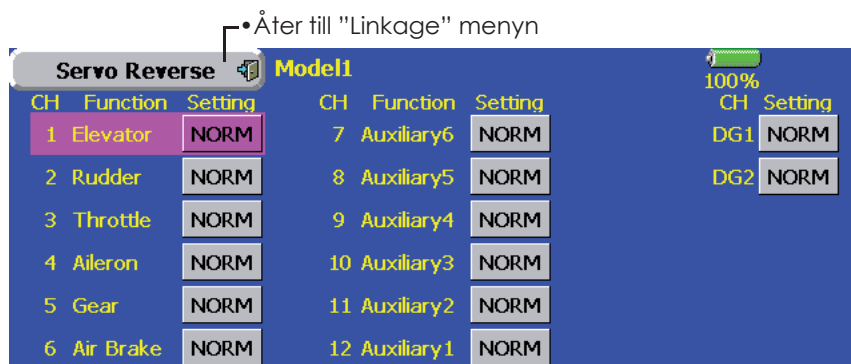 •Åter till ”Linkage” menyn
Servo Reverse Model1 100%
CH Function Setting CH Function Setting CH Setting
1 Elevator NORM 7 Auxiliary6 NORM DG1 NORM
2 Rudder NORM 8 Auxiliary5 NORM DG2 NORM
3 Throttle NORM 9 Auxiliary4 NORM
4 Aileron NORM 10 Auxiliary3 NORM
5 Gear NORM 11 Auxiliary2 NORM
6 Air Brake NORM 12 Auxiliary1 NORM